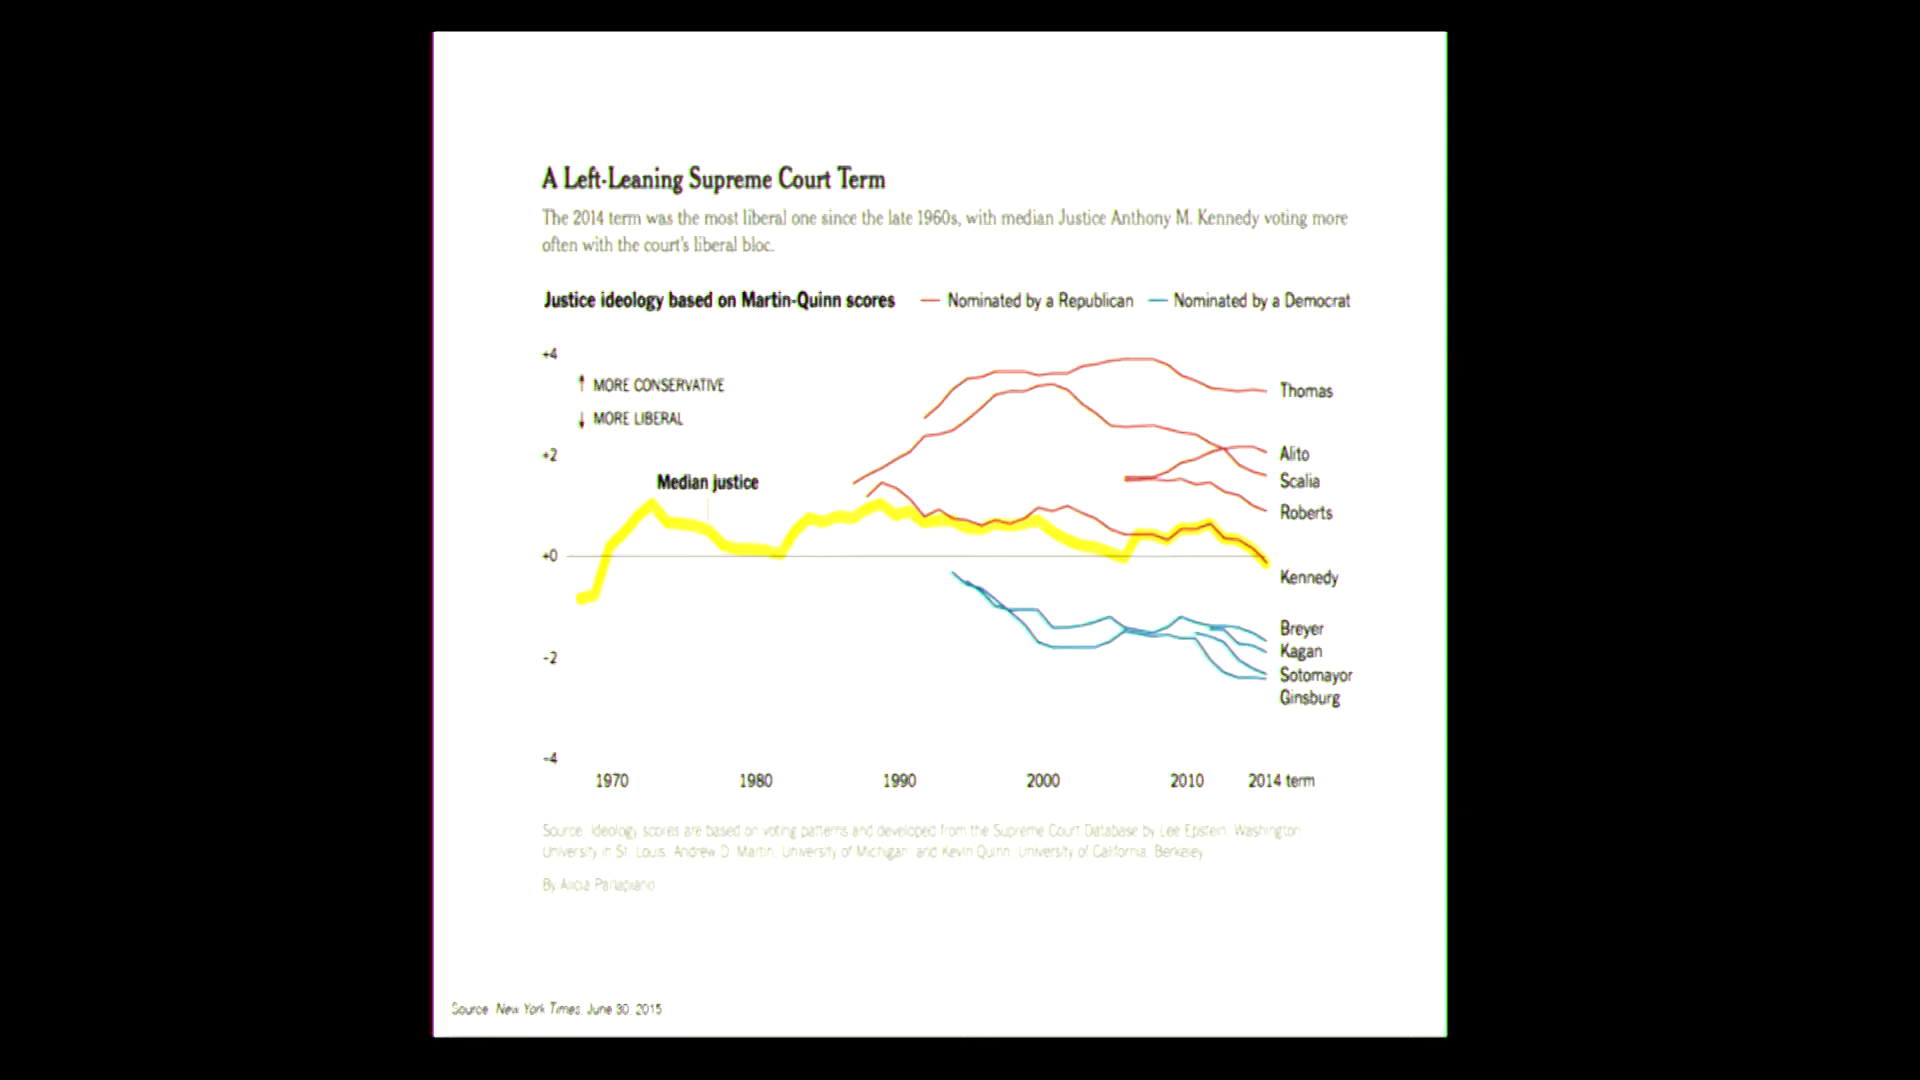 A Left-Leaning Supreme Court Term
The 2014 term was the most liberal one since the late 1960s, with median Justice Anthony M. Kennedy voting more
often with the court's liberal bloc.
Justice ideology based on Martin-Quinn scores — Nominated by a Republican — Nominated by a Democrat
+4
↑ MORE CONSERVATIVE
Thomas
↓ MORE LIBERAL
+2
Alito
Median justice
Scalia
Roberts
+0
Kennedy
Breyer
-2
Kagan
Sotomayor
Ginsburg
-4
1970 1980 1990 2000 2010 2014 term
Source: Ideology scores are based on voting patterns and developed from the Supreme Court Database by Lee Epstein, Washington
University in St. Louis, Andrew D. Martin, University of Michigan, and Kevin Quinn, University of California, Berkeley
By Alicia Parlapiano
Source: New York Times, June 30, 2015